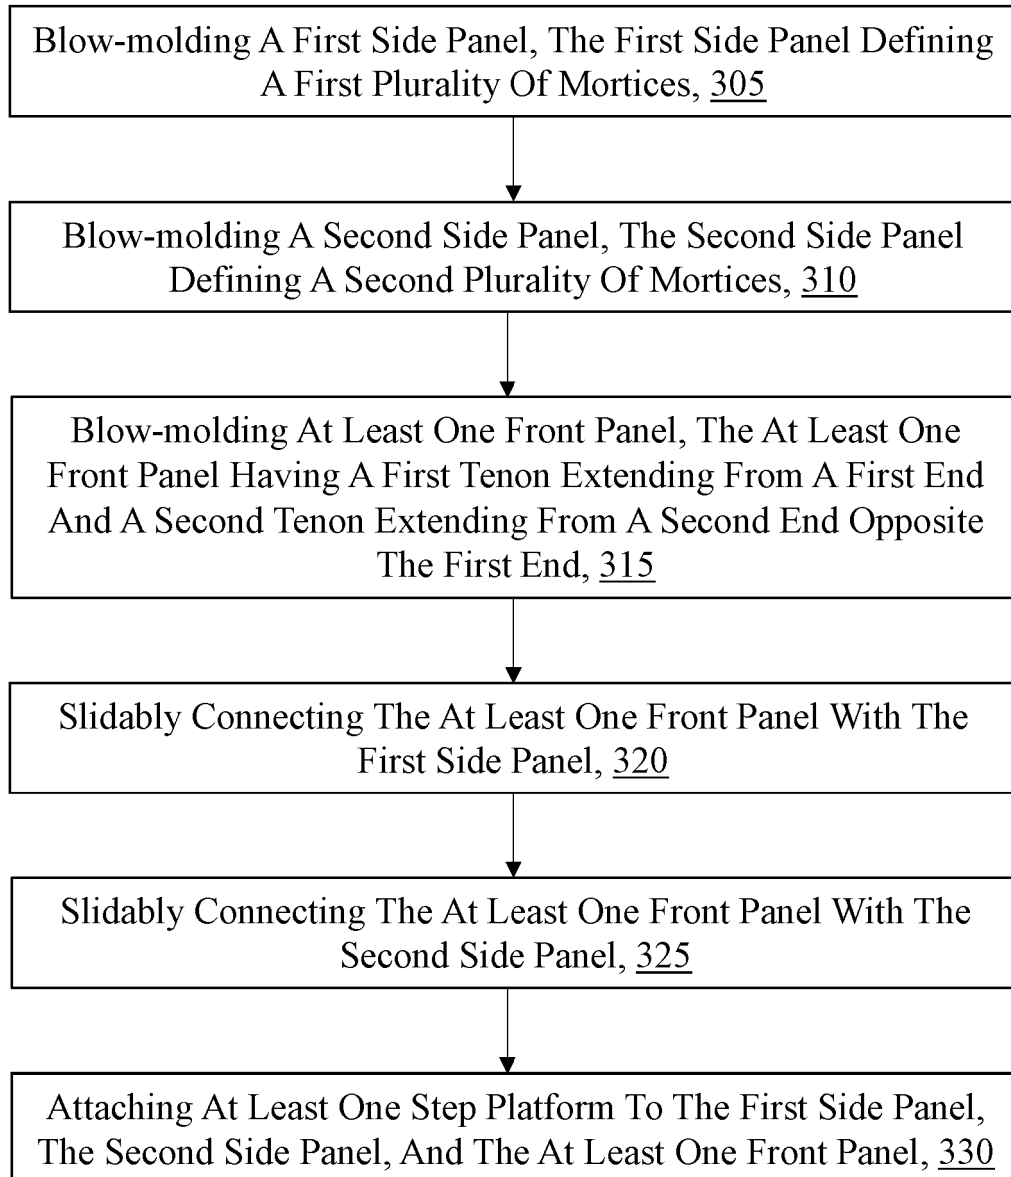 Blow-molding A First Side Panel, The First Side Panel Defining
A First Plurality Of Mortices, 305
Blow-molding A Second Side Panel, The Second Side Panel
Defining A Second Plurality Of Mortices, 310
Blow-molding At Least One Front Panel, The At Least One
Front Panel Having A First Tenon Extending From A First End
And A Second Tenon Extending From A Second End Opposite
The First End, 315
Slidably Connecting The At Least One Front Panel With The
First Side Panel, 320
Slidably Connecting The At Least One Front Panel With The
Second Side Panel, 325
Attaching At Least One Step Platform To The First Side Panel,
The Second Side Panel, And The At Least One Front Panel, 330